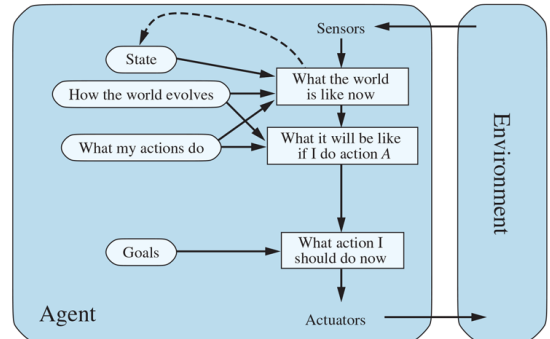 Sensors
State
What the world
is like now
How the world evolves
What my actions do
What it will be like
if I do action A
Goals
What action I
should do now
Agent
Actuators
Environment